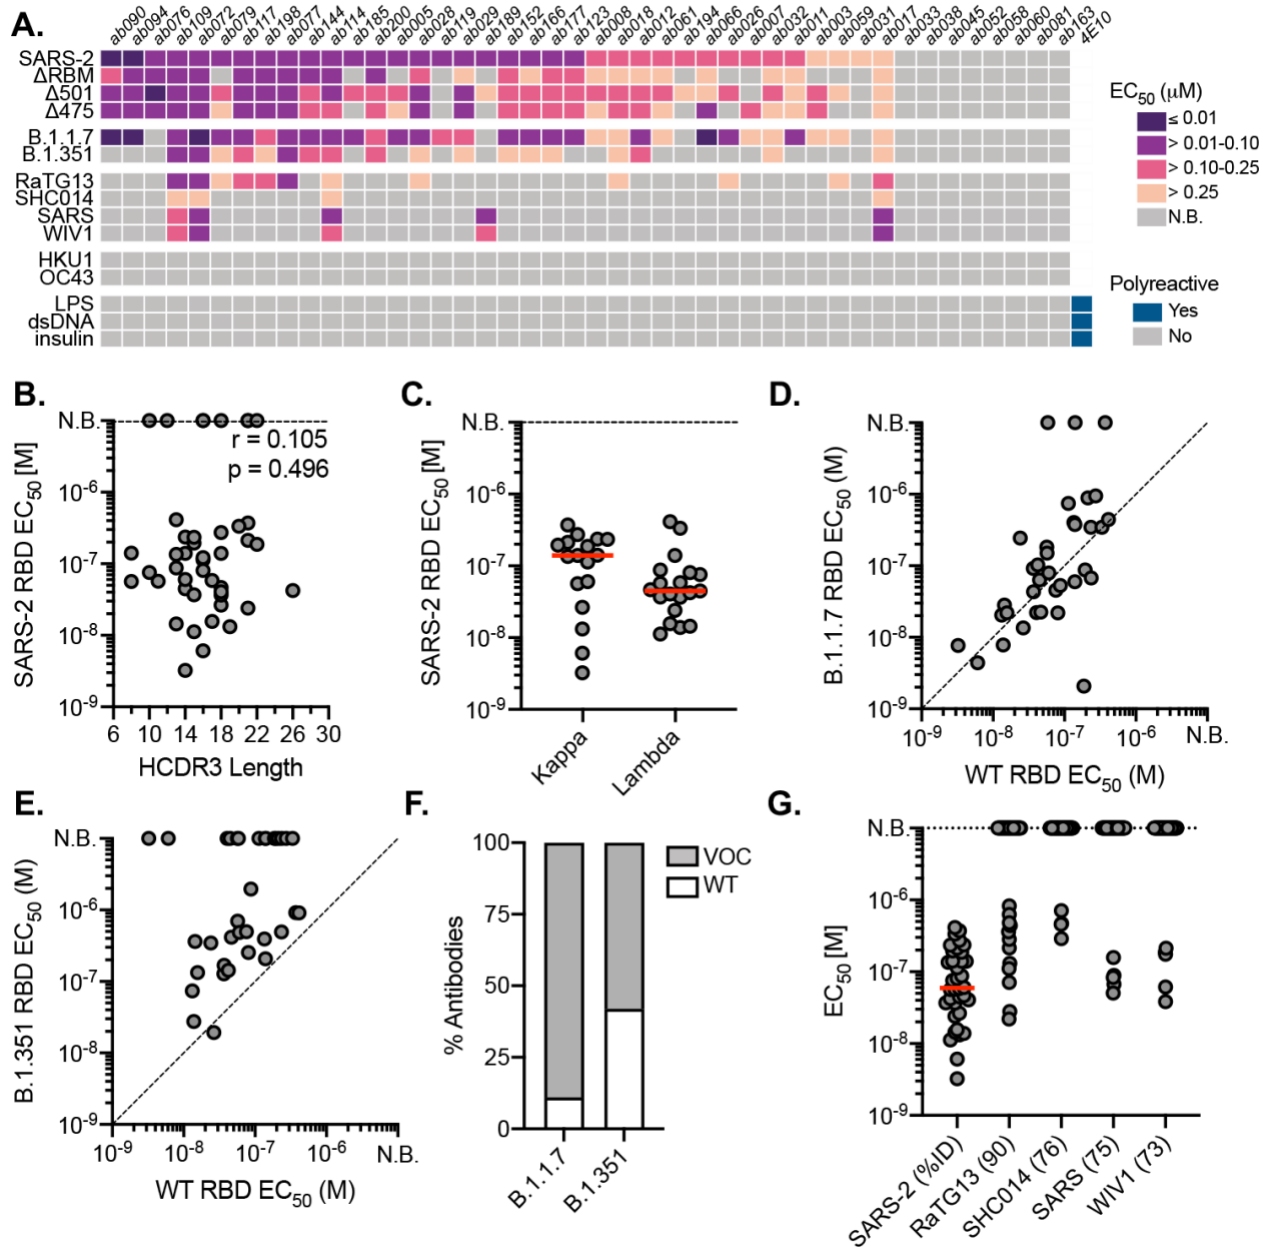 A.
ab090 ab094 ab076 ab109 ab072 ab079 ab117 ab198 ab077 ab144 ab114 ab185 ab200 ab005 ab028 ab119 ab029 ab189 ab152 ab166 ab177 ab123 ab008 ab018 ab012 ab061 ab194 ab066 ab026 ab007 ab032 ab011 ab003 ab059 ab031 ab017 ab033 ab038 ab045 ab052 ab058 ab060 ab081 ab163 4E10
SARS-2
ΔRBM
Δ501
Δ475
B.1.1.7
B.1.351
RaTG13
SHC014
SARS
WIV1
HKU1
OC43
LPS
dsDNA
insulin
EC50 (μM)
≤ 0.01
> 0.01-0.10
> 0.10-0.25
> 0.25
N.B.
Polyreactive
Yes
No
B.
SARS-2 RBD EC50 [M]
N.B.
10-6
10-7
10-8
10-9
r = 0.105
p = 0.496
6 10 14 18 22 26 30
HCDR3 Length
C.
SARS-2 RBD EC50 [M]
N.B.
10-6
10-7
10-8
10-9
Kappa
Lambda
D.
B.1.1.7 RBD EC50 (M)
N.B.
10-6
10-7
10-8
10-9
10-9 10-8 10-7 10-6 N.B.
WT RBD EC50 (M)
E.
B.1.351 RBD EC50 (M)
N.B.
10-6
10-7
10-8
10-9
10-9 10-8 10-7 10-6 N.B.
WT RBD EC50 (M)
F.
% Antibodies
100
75
50
25
0
VOC
WT
B.1.1.7
B.1.351
G.
EC50 [M]
N.B.
10-6
10-7
10-8
10-9
SARS-2 (%ID)
RaTG13 (90)
SHC014 (76)
SARS (75)
WIV1 (73)